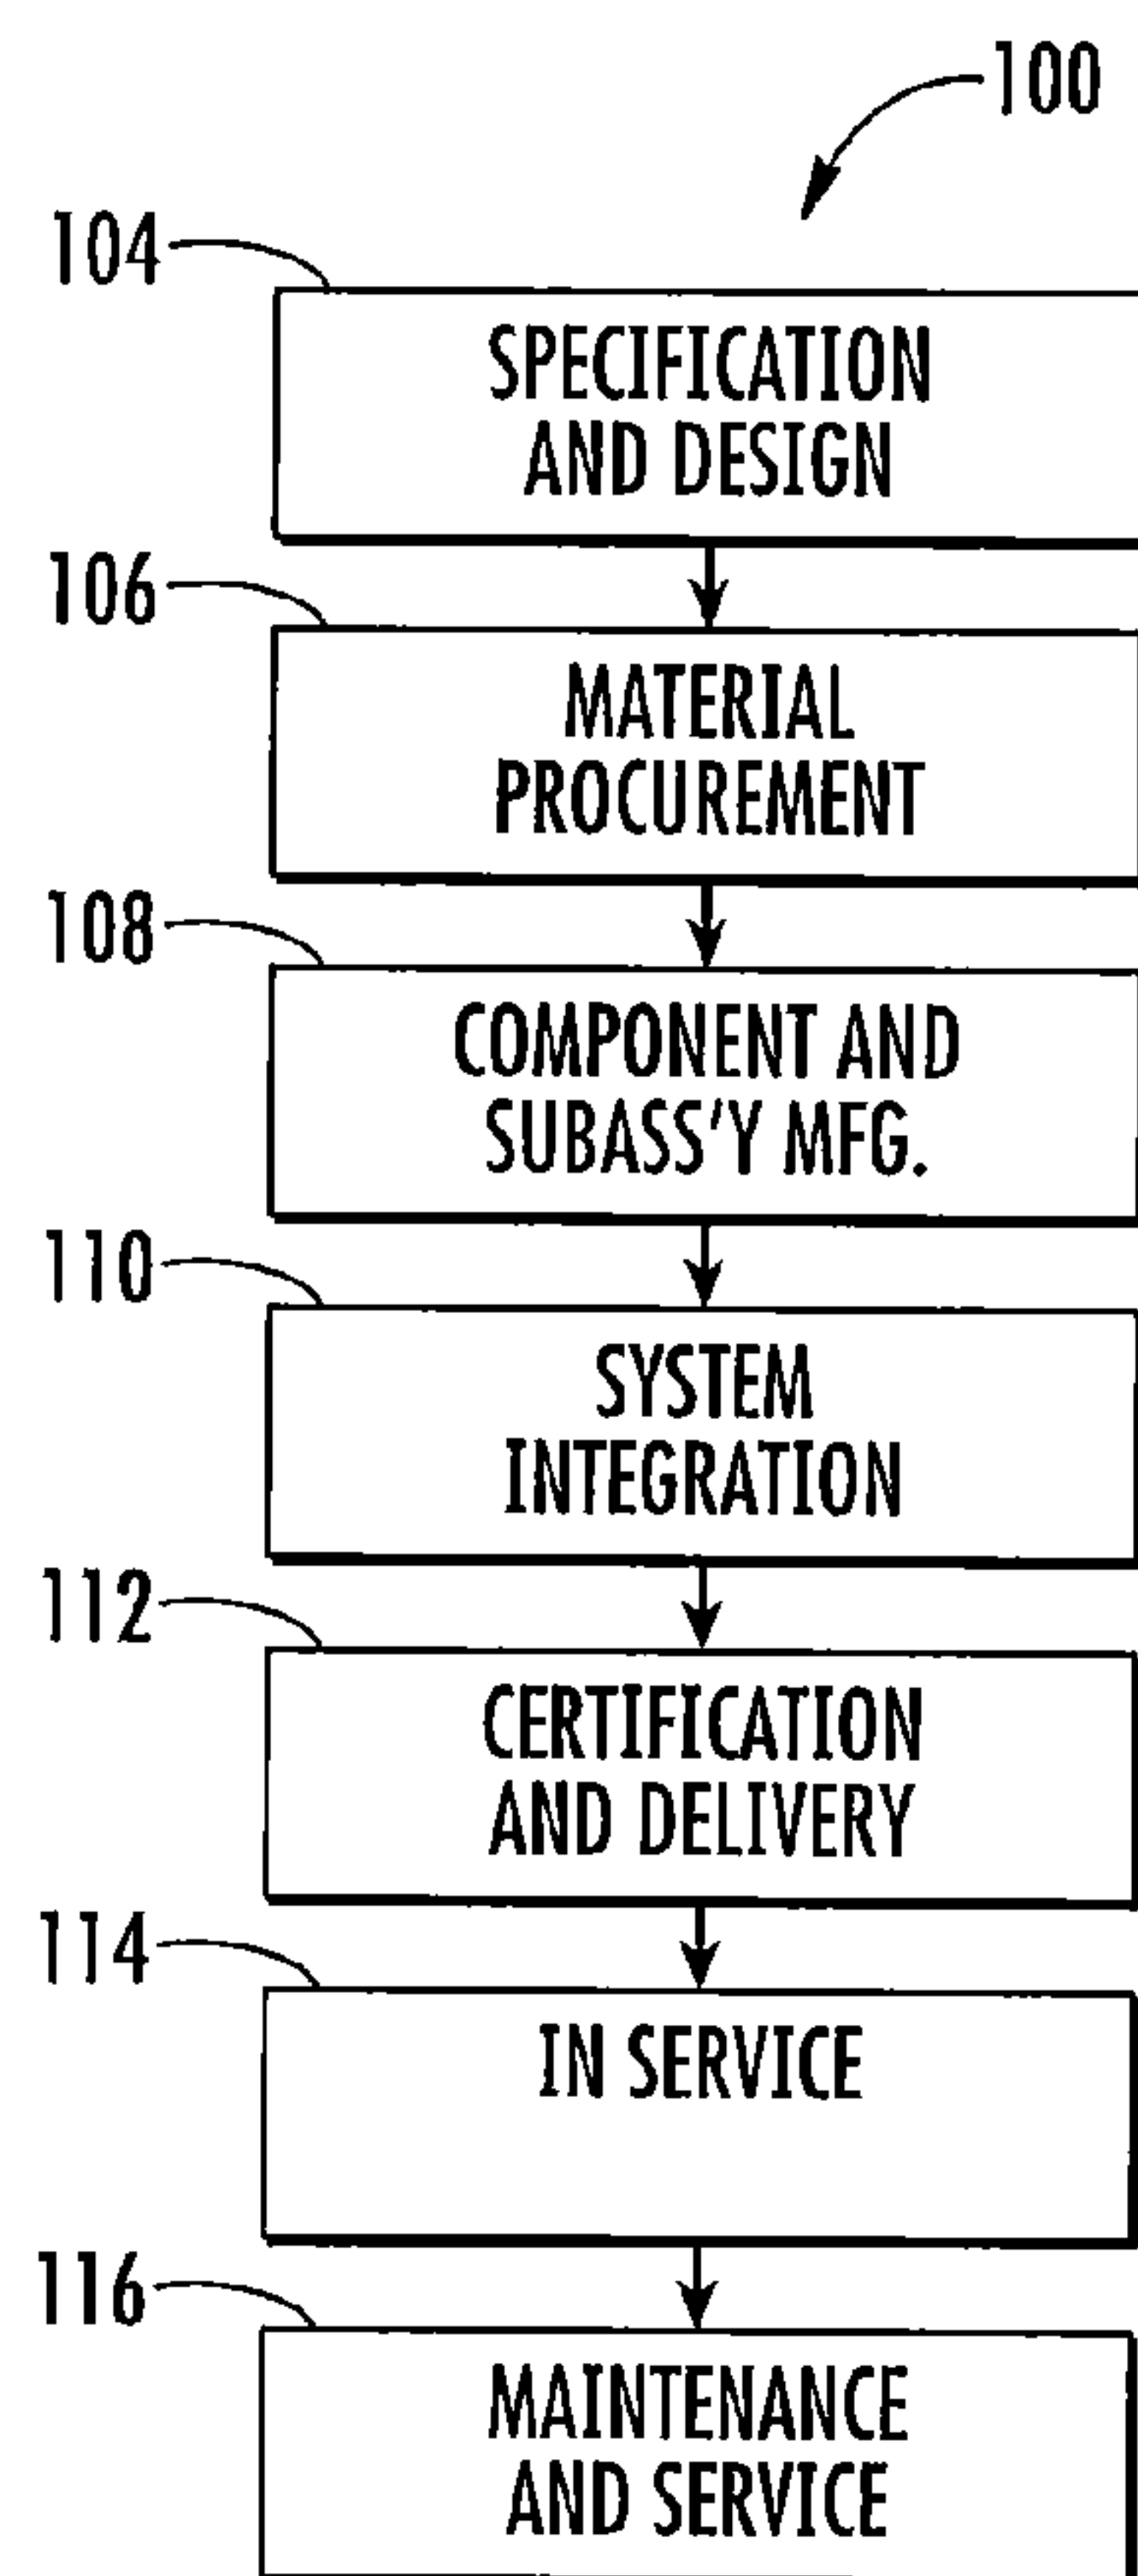 100
104
SPECIFICATION
AND DESIGN
106
MATERIAL
PROCUREMENT
108
COMPONENT AND
SUBASS'Y MFG.
110
SYSTEM
INTEGRATION
112
CERTIFICATION
AND DELIVERY
114
IN SERVICE
116
MAINTENANCE
AND SERVICE